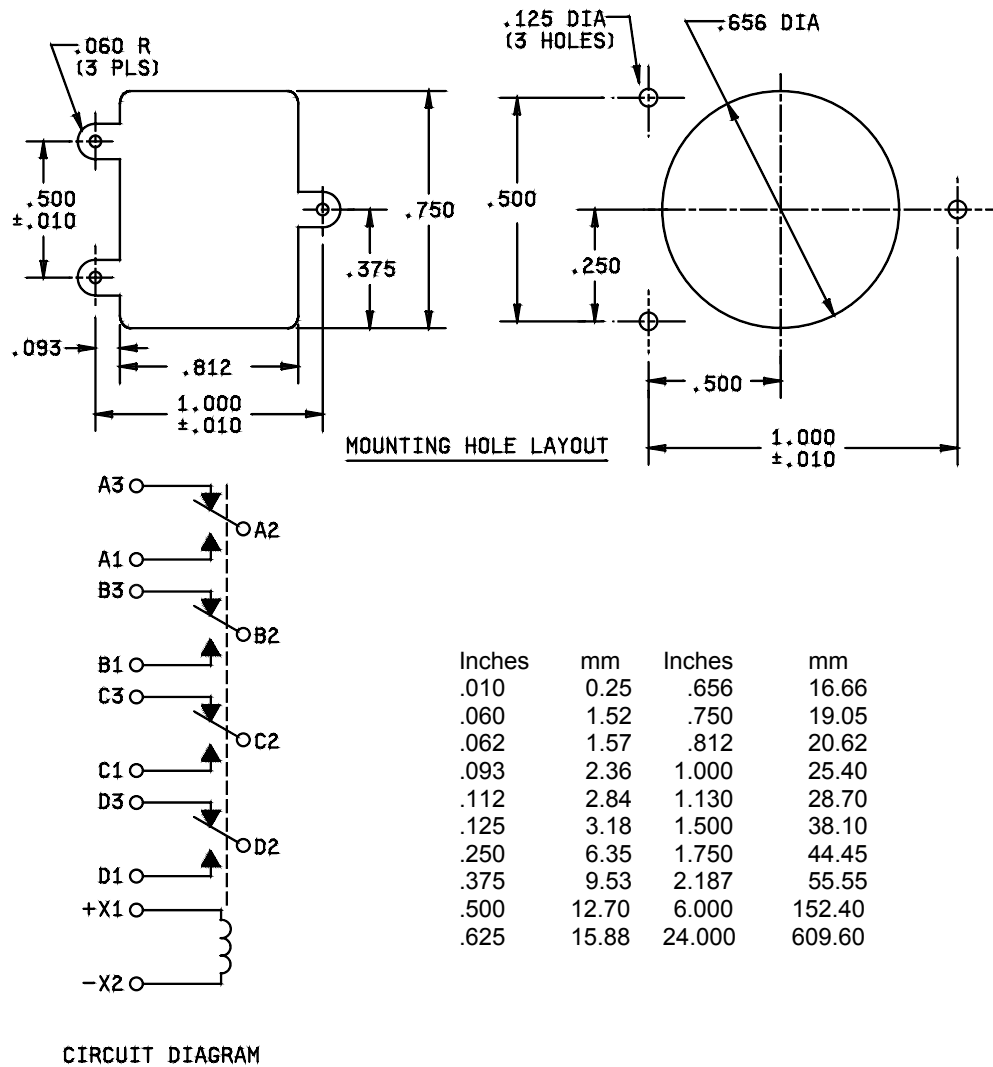 .060 R
(3 PLS)
.500
±.010
.750
.375
.093
.812
1.000
±.010
.125 DIA
(3 HOLES)
.656 DIA
.500
.250
.500
1.000
±.010
MOUNTING HOLE LAYOUT
A3
A2
A1
B3
B2
B1
C3
C2
C1
D3
D2
D1
+X1
-X2
CIRCUIT DIAGRAM
Inches mm Inches mm
.010 0.25 .656 16.66
.060 1.52 .750 19.05
.062 1.57 .812 20.62
.093 2.36 1.000 25.40
.112 2.84 1.130 28.70
.125 3.18 1.500 38.10
.250 6.35 1.750 44.45
.375 9.53 2.187 55.55
.500 12.70 6.000 152.40
.625 15.88 24.000 609.60